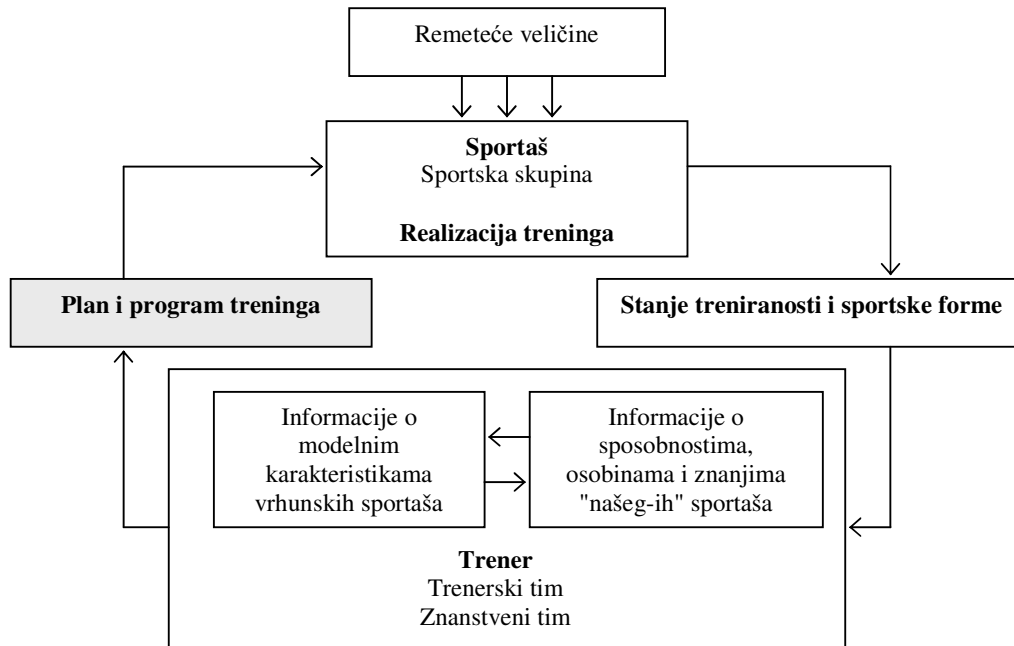 Remeteće veličine
Sportaš
Sportska skupina
Realizacija treninga
Plan i program treninga
Stanje treniranosti i sportske forme
Informacije o
modelnim
karakteristikama
vrhunskih sportaša
Informacije o
sposobnostima,
osobinama i znanjima
"našeg-ih" sportaša
Trener
Trenerski tim
Znanstveni tim